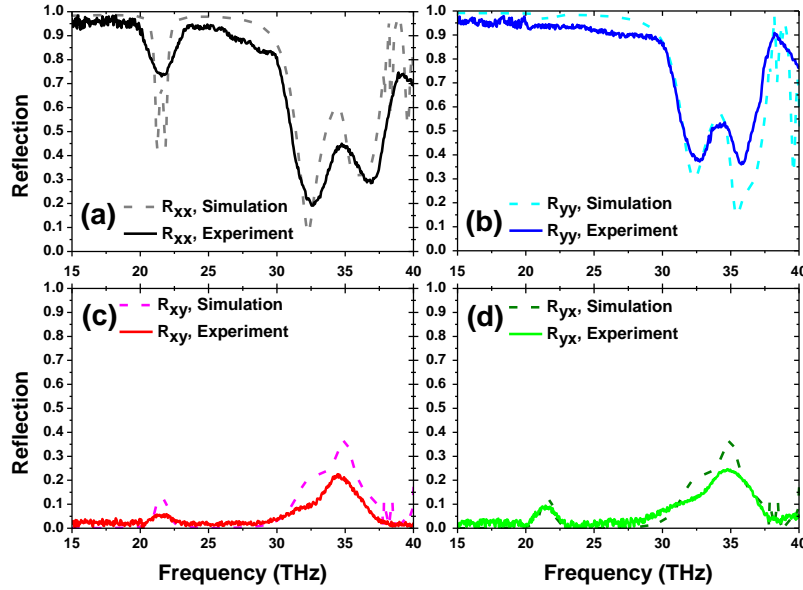 1.0
0.9
0.8
0.7
0.6
0.5
0.4
0.3
0.2
0.1
0.0
Reflection
(a)
Rxx, Simulation
Rxx, Experiment
15 20 25 30 35 40
1.0
0.9
0.8
0.7
0.6
0.5
0.4
0.3
0.2
0.1
0.0
(b)
Ryy, Simulation
Ryy, Experiment
15 20 25 30 35 40
1.0
0.9
0.8
0.7
0.6
0.5
0.4
0.3
0.2
0.1
0.0
Reflection
(c)
Rxy, Simulation
Rxy, Experiment
15 20 25 30 35 40
Frequency (THz)
1.0
0.9
0.8
0.7
0.6
0.5
0.4
0.3
0.2
0.1
0.0
(d)
Ryx, Simulation
Ryx, Experiment
15 20 25 30 35 40
Frequency (THz)